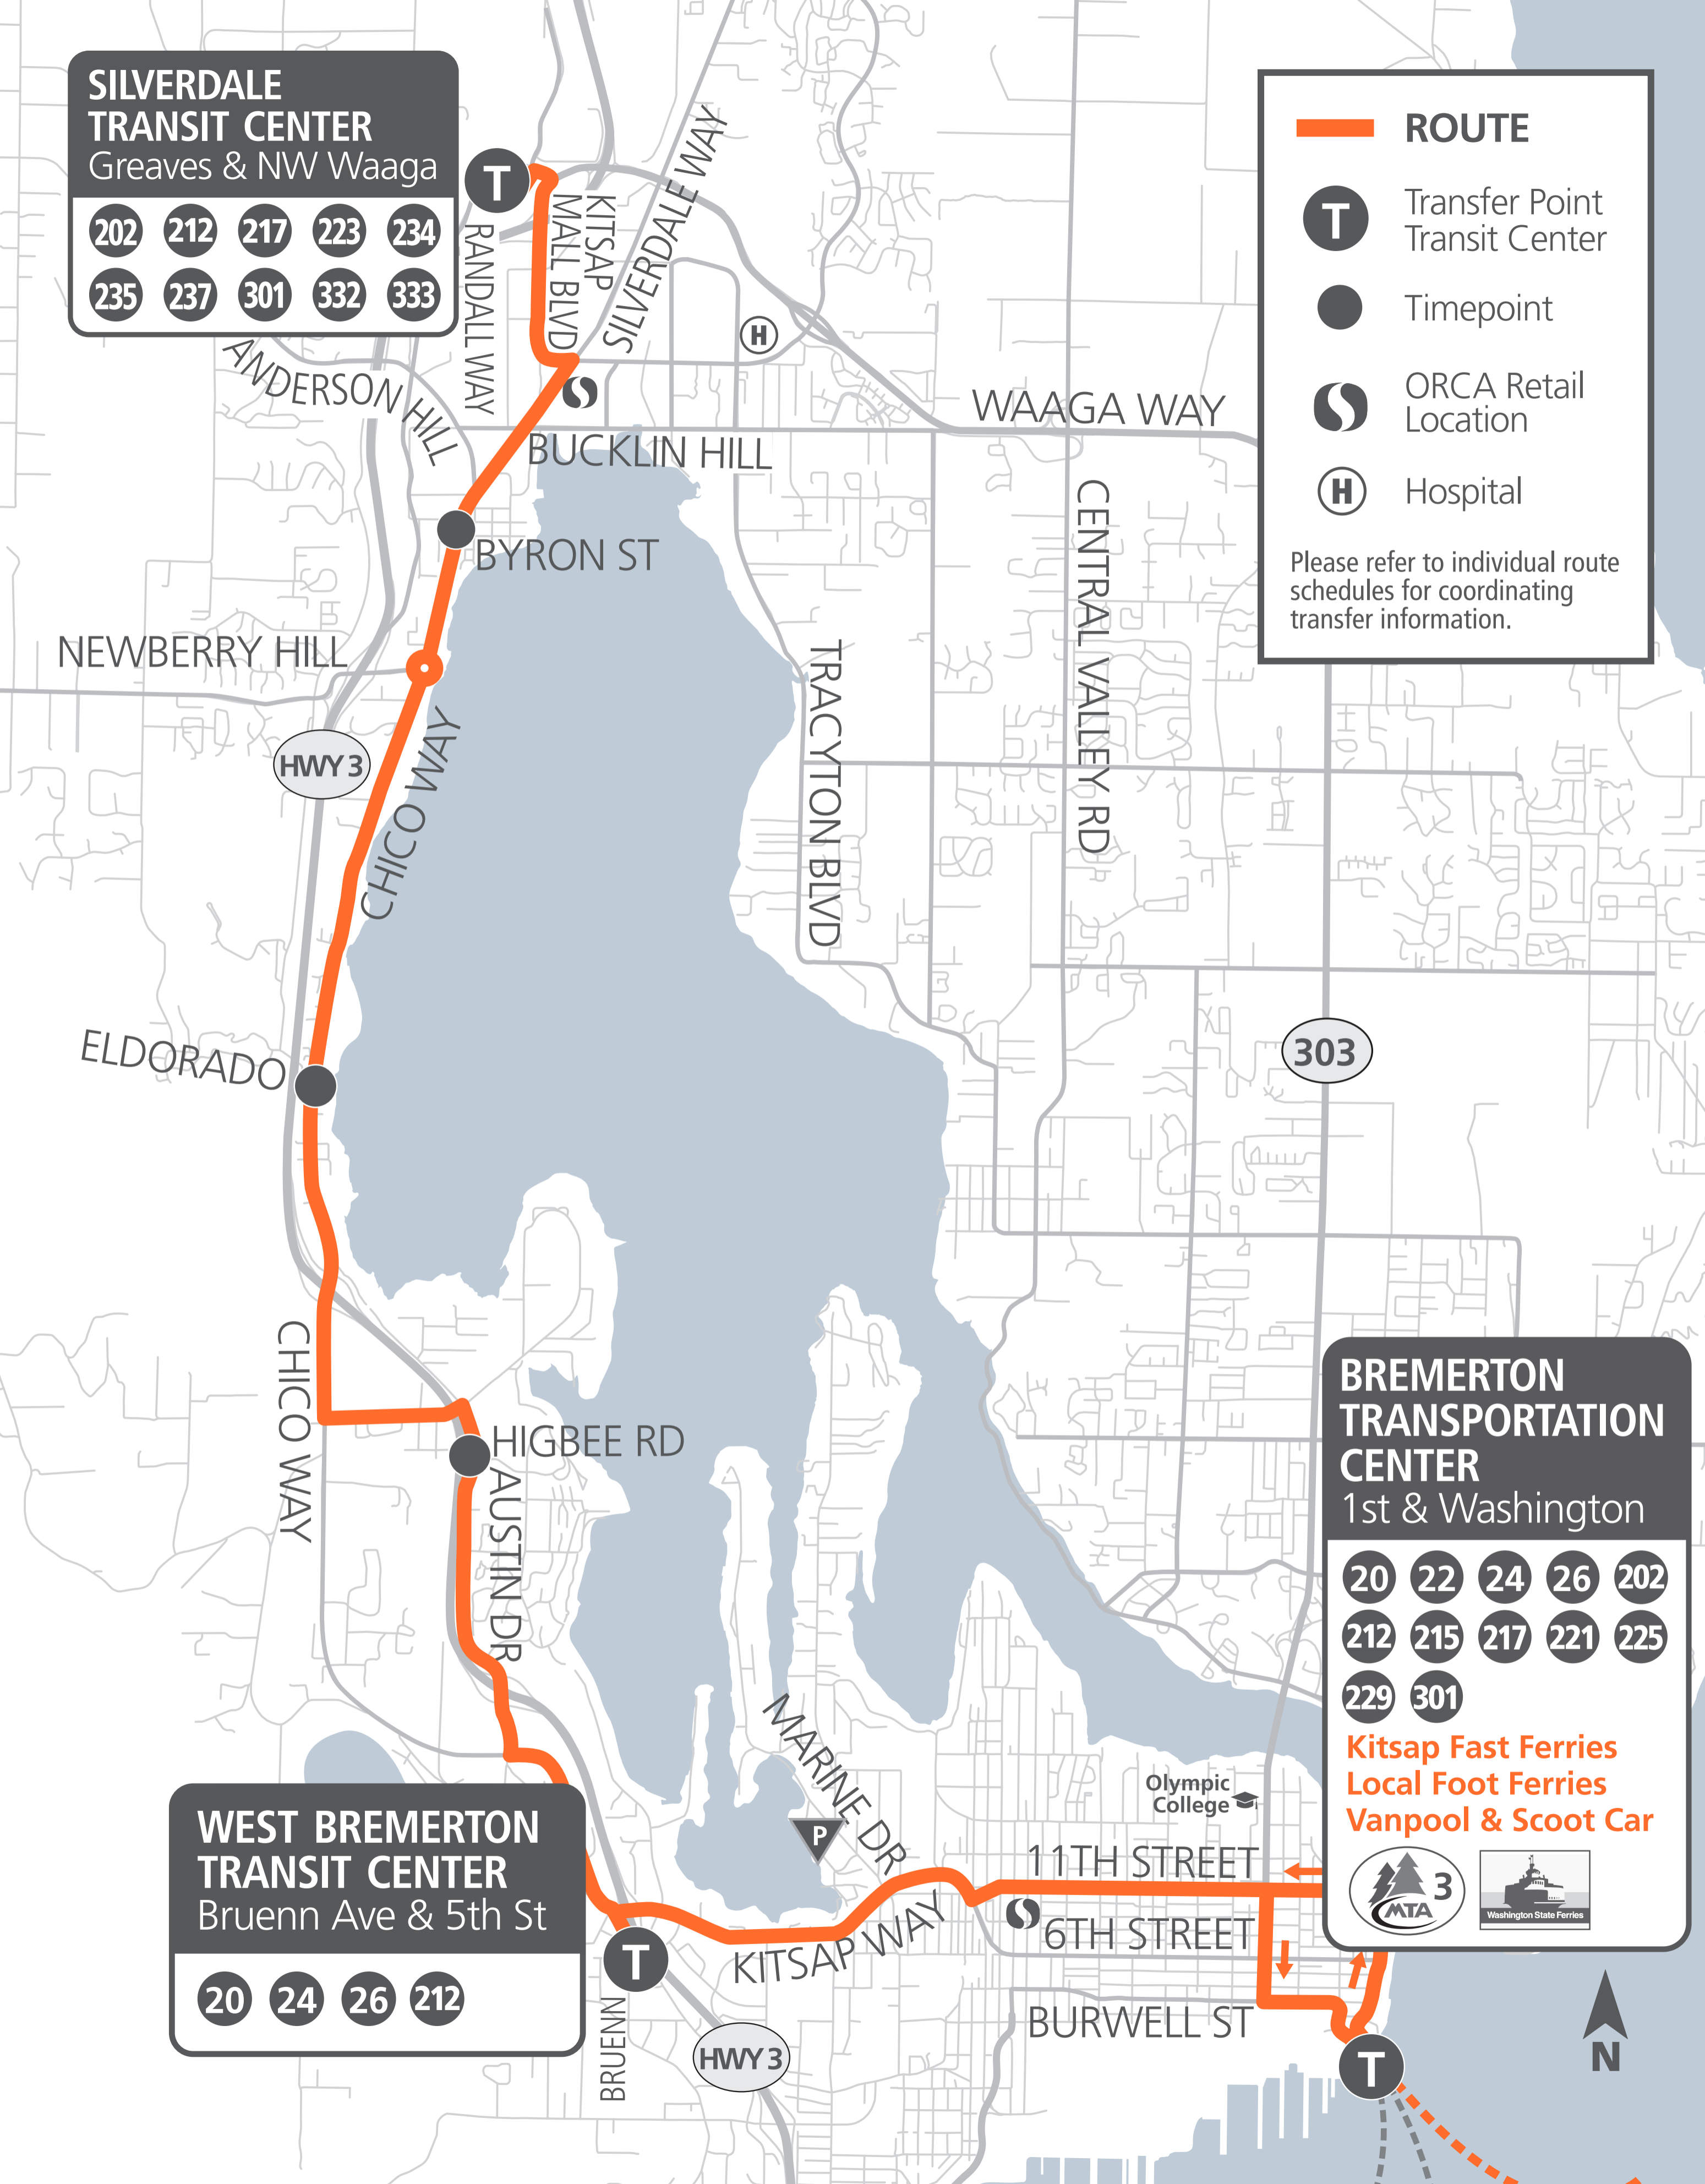 SILVERDALE
TRANSIT CENTER
Greaves & NW Waaga
202 212 217 223 234
235 237 301 332 333
T
KITSAP
MALL BLVD
SILVERDALE WAY
RANDALL WAY
ANDERSON HILL
H
WAAGA WAY
BUCKLIN HILL
BYRON ST
NEWBERRY HILL
HWY 3
CHICO WAY
TRACYTON BLVD
CENTRAL VALLEY RD
ROUTE
T
Transfer Point
Transit Center
Timepoint
ORCA Retail
Location
H
Hospital
Please refer to individual route
schedules for coordinating
transfer information.
ELDORADO
303
CHICO WAY
HIGBEE RD
AUSTIN DR
BREMERTON
TRANSPORTATION
CENTER
1st & Washington
20 22 24 26 202
212 215 217 221 225
229 301
Kitsap Fast Ferries
Local Foot Ferries
Vanpool & Scoot Car
3
MTA
Washington State Ferries
MARINE DR
P
Olympic
College
11TH STREET
6TH STREET
KITSAP WAY
BURWELL ST
WEST BREMERTON
TRANSIT CENTER
Bruenn Ave & 5th St
20 24 26 212
T
BRUENN
HWY 3
T
N